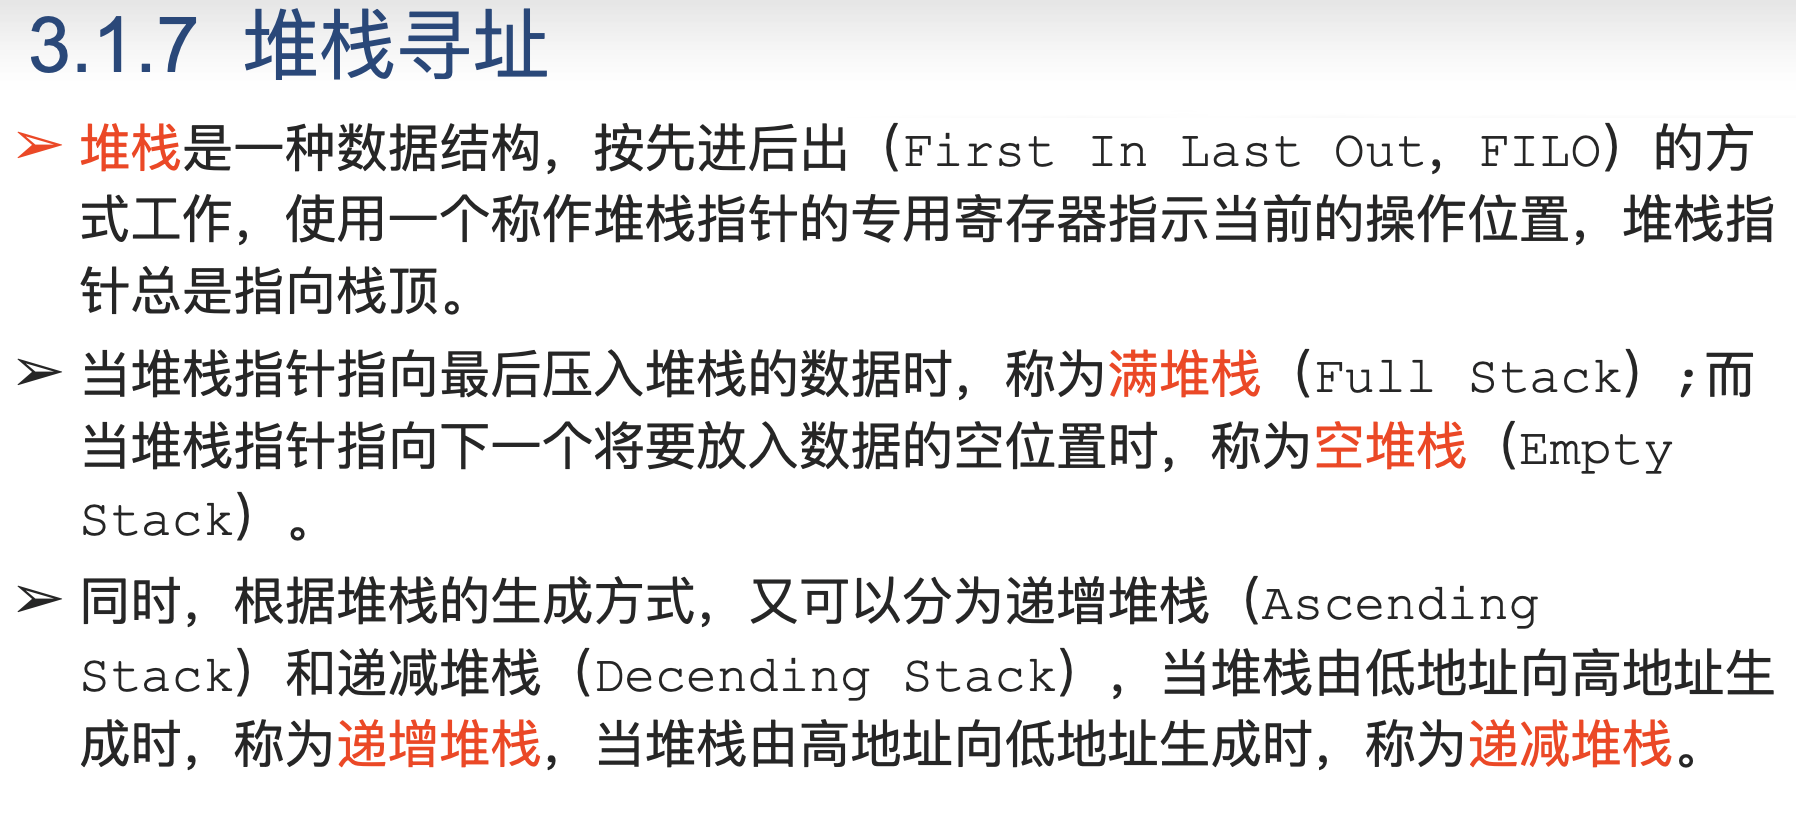 3.1.7 堆栈寻址
➢ 堆栈是一种数据结构，按先进后出（First In Last Out，FILO）的方
式工作，使用一个称作堆栈指针的专用寄存器指示当前的操作位置，堆栈指
针总是指向栈顶。
➢ 当堆栈指针指向最后压入堆栈的数据时，称为满堆栈（Full Stack）;而
当堆栈指针指向下一个将要放入数据的空位置时，称为空堆栈（Empty
Stack）。
➢ 同时，根据堆栈的生成方式，又可以分为递增堆栈（Ascending
Stack）和递减堆栈（Decending Stack），当堆栈由低地址向高地址生
成时，称为递增堆栈，当堆栈由高地址向低地址生成时，称为递减堆栈。